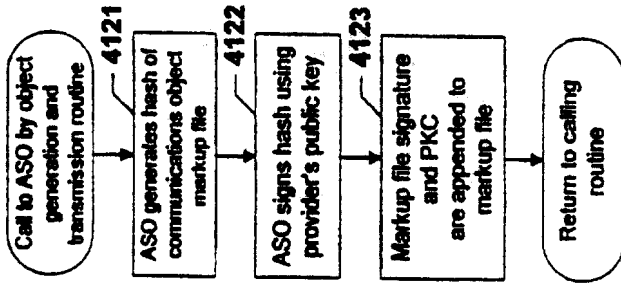 Call to ASO by object
generation and
transmission routine
4121
ASO generates hash of
communications object
markup file
4122
ASO signs hash using
provider's public key
4123
Markup file signature
and PKC
are appended to
markup file
Return to calling
routine